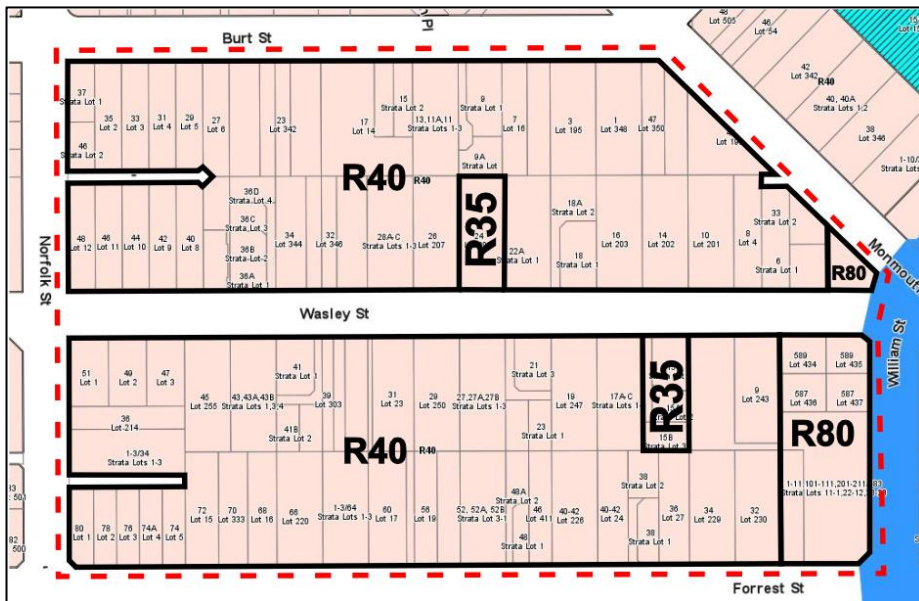 Burt St
48
Lot 505
46
Lot 54
42
Lot 342
R40
40, 40A
Strata Lots 1-2
38
Lot 346
37
Strata Lot 1
35
Lot 2
33
Lot 3
31
Lot 4
29
Lot 5
27
Lot 6
23
Lot 342
17
Lot 14
15
Strata Lot 2
13,11A,11
Strata Lots 1-3
9
Strata Lot 1
7
Lot 16
3
Lot 195
1
Lot 348
47
Lot 350
46
Strata Lot 2
9A
Strata Lot
R40
R40
R35
48
Lot 12
46
Lot 11
44
Lot 10
42
Lot 9
40
Lot 8
36D
Strata Lot 4
36C
Strata Lot 3
36B
Strata Lot 2
36A
Strata Lot 1
34
Lot 344
32
Lot 346
28A-C
Strata Lots 1-3
26
Lot 207
24
22A
Strata Lot 1
18A
Strata Lot 2
18
Strata Lot 1
16
Lot 203
14
Lot 202
10
Lot 201
8
Lot 4
33
Strata Lot 2
6
Strata Lot 1
R80
Monmouth
Norfolk St
Wasley St
William St
51
Lot 1
49
Lot 2
47
Lot 3
45
Lot 255
43,43A,43B
Strata Lots 1,3,4
41
Strata Lot 1
41B
Strata Lot 2
39
Lot 303
31
Lot 23
29
Lot 250
27,27A,27B
Strata Lots 1-3
21
Strata Lot 3
23
Strata Lot 1
19
Lot 247
17A-C
Strata Lots 1-
R35
15B
Strata Lot 3
9
Lot 243
589
Lot 434
589
Lot 435
587
Lot 436
587
Lot 437
R80
36
Lot 214
1-3/34
Strata Lots 1-3
R40
R40
80
Lot 1
78
Lot 2
76
Lot 3
74A
Lot 4
74
Lot 5
72
Lot 15
70
Lot 333
68
Lot 16
66
Lot 220
1-3/64
Strata Lots 1-3
60
Lot 17
56
Lot 19
52, 52A, 52B
Strata Lot 3-1
48A
Strata Lot 2
48
Strata Lot 1
46
Lot 411
40-42
Lot 226
40-42
Lot 24
38
Strata Lot 2
38
Strata Lot 1
36
Lot 27
34
Lot 229
32
Lot 230
Forrest St